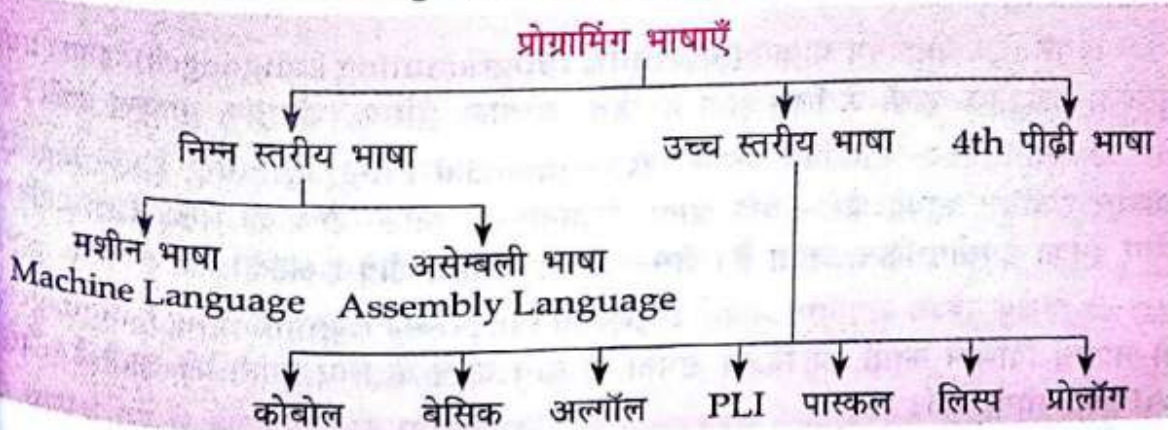 प्रोग्रामिंग भाषाएँ
निम्न स्तरीय भाषा उच्च स्तरीय भाषा 4th पीढ़ी भाषा
मशीन भाषा असेम्बली भाषा
Machine Language Assembly Language
कोबोल बेसिक अल्गॉल PLI पास्कल लिस्प प्रोलॉग